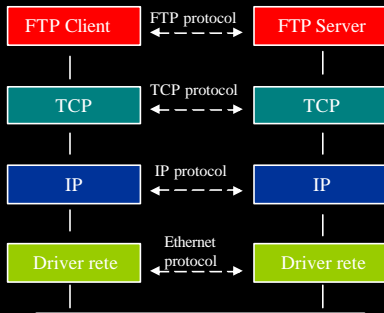 FTP Client
FTP protocol
FTP Server
TCP
TCP protocol
TCP
IP
IP protocol
IP
Driver rete
Ethernet
protocol
Driver rete